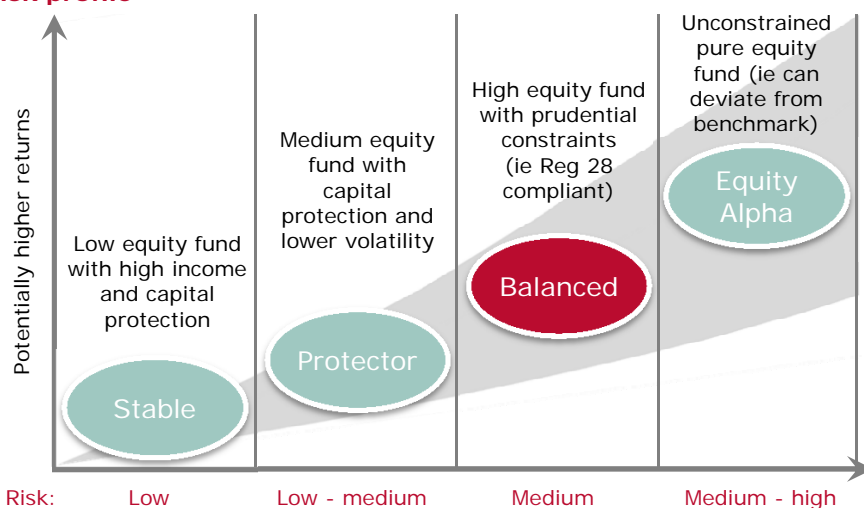 Potentially higher returns
Low equity fund
with high income
and capital
protection
Stable
Medium equity
fund with
capital
protection and
lower volatility
Protector
High equity fund
with prudential
constraints
(ie Reg 28
compliant)
Balanced
Unconstrained
pure equity
fund (ie can
deviate from
benchmark)
Equity
Alpha
Risk:
Low
Low - medium
Medium
Medium - high